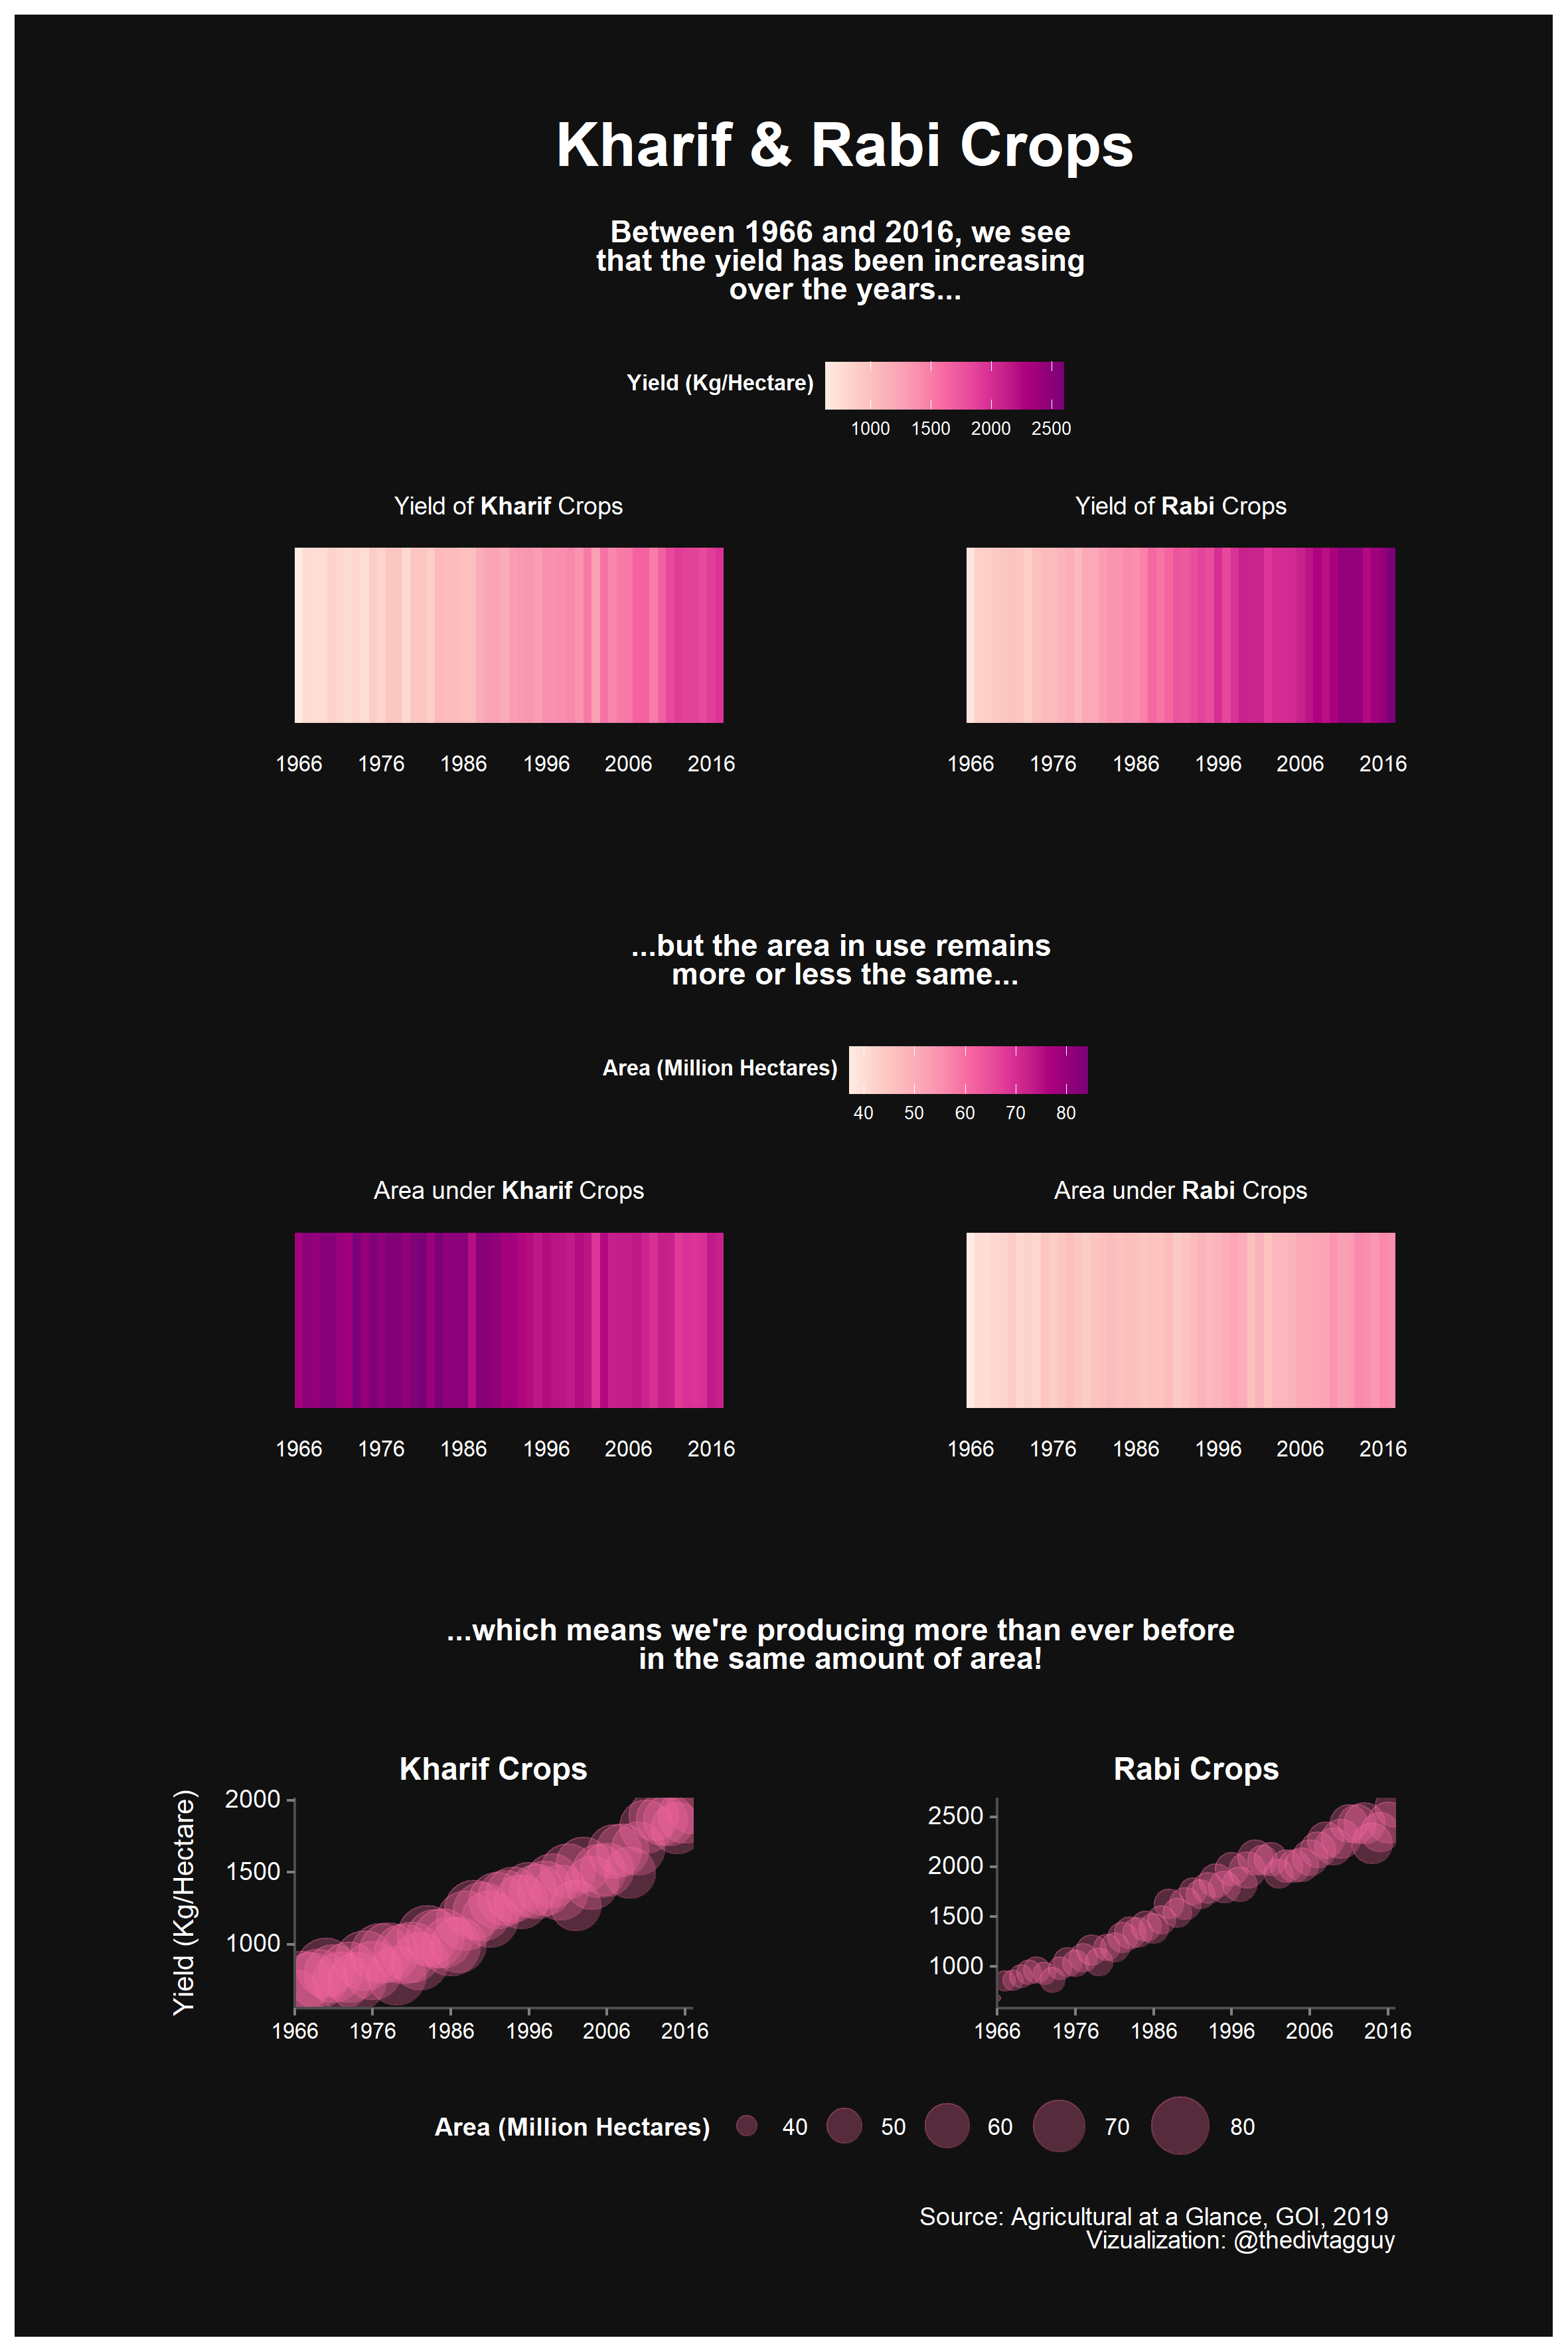 Kharif & Rabi Crops
Between 1966 and 2016, we see
that the yield has been increasing
over the years...
Yield (Kg/Hectare)
1000 1500 2000 2500
Yield of Kharif Crops
1966 1976 1986 1996 2006 2016
Yield of Rabi Crops
1966 1976 1986 1996 2006 2016
...but the area in use remains
more or less the same...
Area (Million Hectares)
40 50 60 70 80
Area under Kharif Crops
1966 1976 1986 1996 2006 2016
Area under Rabi Crops
1966 1976 1986 1996 2006 2016
...which means we're producing more than ever before
in the same amount of area!
Kharif Crops
Yield (Kg/Hectare)
2000
1500
1000
1966 1976 1986 1996 2006 2016
Rabi Crops
2500
2000
1500
1000
1966 1976 1986 1996 2006 2016
Area (Million Hectares) 40 50 60 70 80
Source: Agricultural at a Glance, GOI, 2019
Vizualization: @thedivtagguy